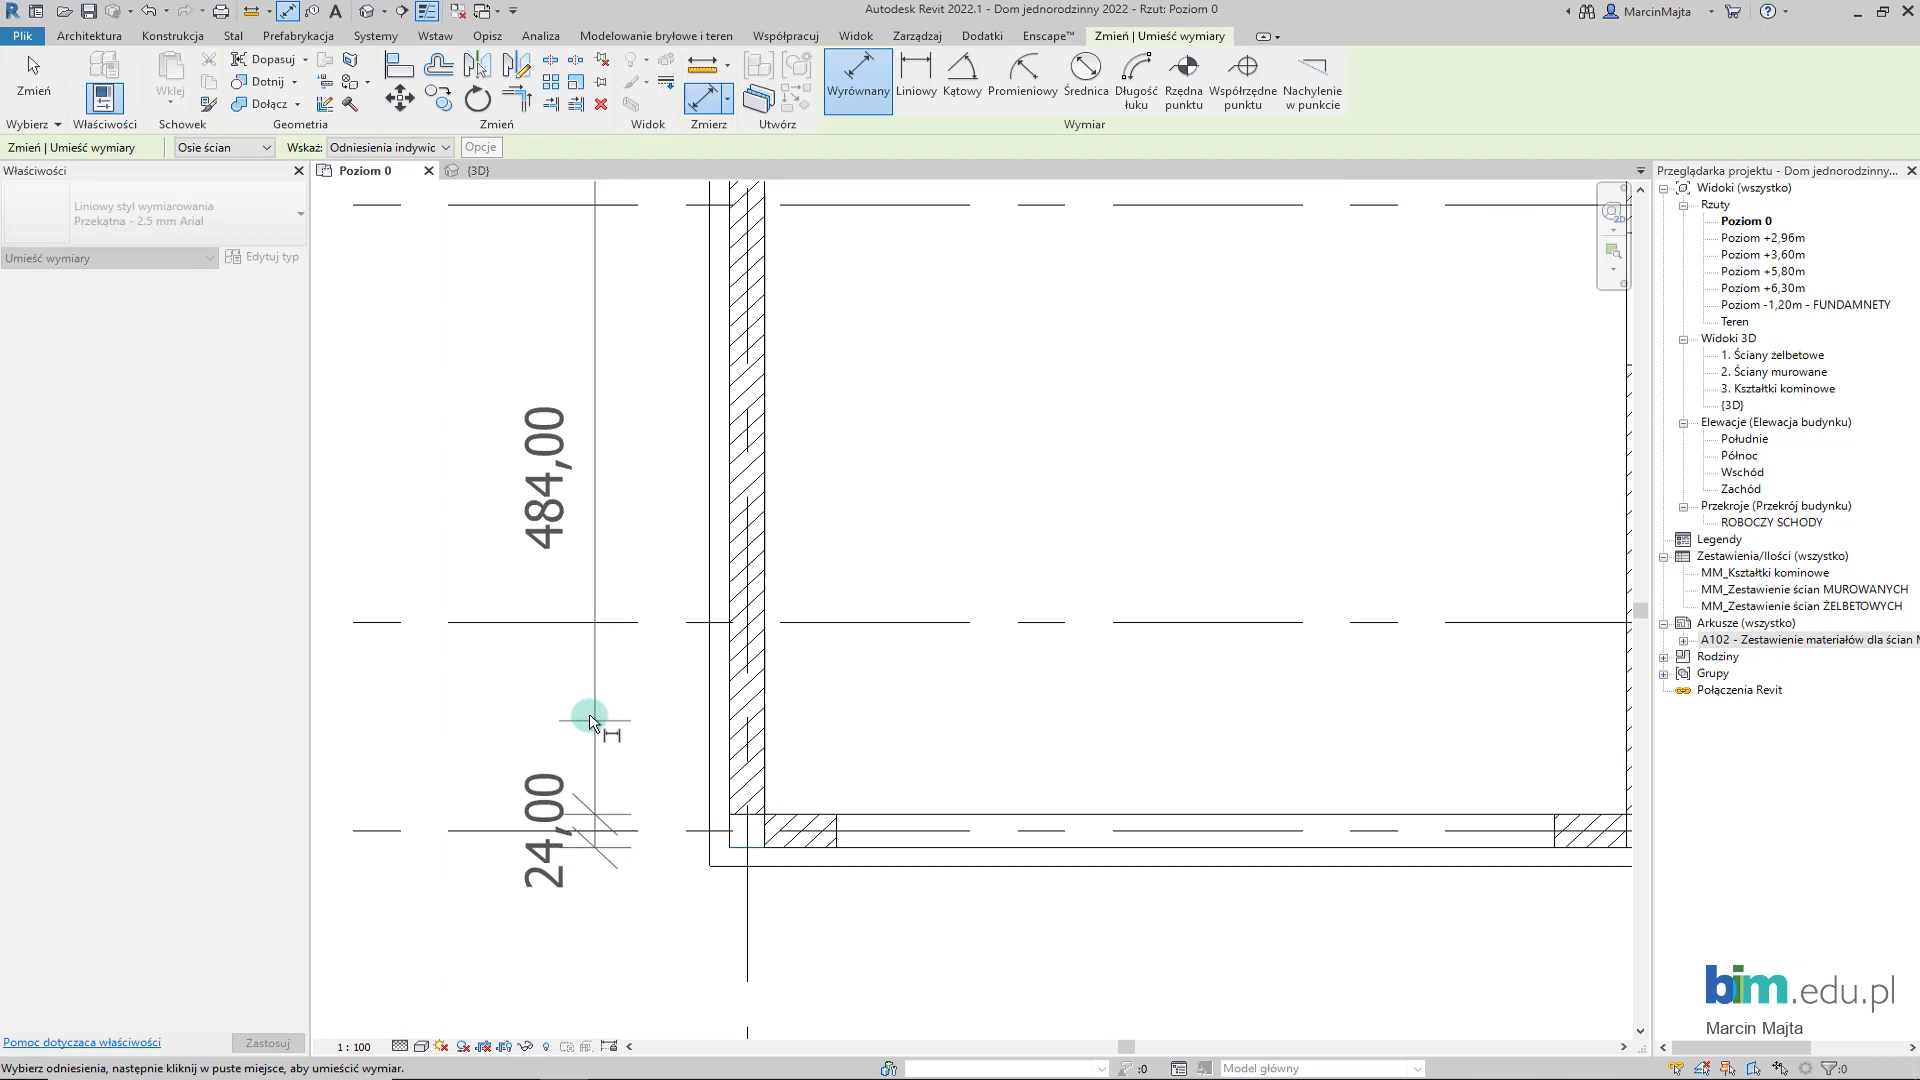 Autodesk Revit 2022.1 - Dom jednorodzinny 2022 - Rzut: Poziom 0
MarcinMajta
Plik Architektura Konstrukcja Stal Prefabrykacja Systemy Wstaw Opisz Analiza Modelowanie bryłowe i teren Współpracuj Widok Zarządzaj Dodatki Enscape™ Zmień | Umieść wymiary
Zmień
Wklej
Dopasuj
Dotnij
Dołącz
Wyrównany Liniowy Kątowy Promieniowy Średnica Długość łuku Rzędna punktu Współrzędne punktu Nachylenie w punkcie
Wybierz Właściwości Schowek Geometria Zmień Widok Zmierz Utwórz Wymiar
Zmień | Umieść wymiary Osie ścian Wskaż: Odniesienia indywic Opcje
Właściwości
Liniowy styl wymiarowania
Przekątna - 2.5 mm Arial
Umieść wymiary Edytuj typ
Pomoc dotycząca właściwości Zastosuj
Poziom 0 {3D}
484,00
24,00
2D
Przeglądarka projektu - Dom jednorodzinny...
Widoki (wszystko)
Rzuty
Poziom 0
Poziom +2,96m
Poziom +3,60m
Poziom +5,80m
Poziom +6,30m
Poziom -1,20m - FUNDAMNETY
Teren
Widoki 3D
1. Ściany żelbetowe
2. Ściany murowane
3. Kształtki kominowe
{3D}
Elewacje (Elewacja budynku)
Południe
Północ
Wschód
Zachód
Przekroje (Przekrój budynku)
ROBOCZY SCHODY
Legendy
Zestawienia/Ilości (wszystko)
MM_Kształtki kominowe
MM_Zestawienie ścian MUROWANYCH
MM_Zestawienie ścian ŻELBETOWYCH
Arkusze (wszystko)
A102 - Zestawienie materiałów dla ścian M
Rodziny
Grupy
Połączenia Revit
bim.edu.pl
Marcin Majta
1 : 100
Wybierz odniesienia, następnie kliknij w puste miejsce, aby umieścić wymiar.
:0 Model główny :0